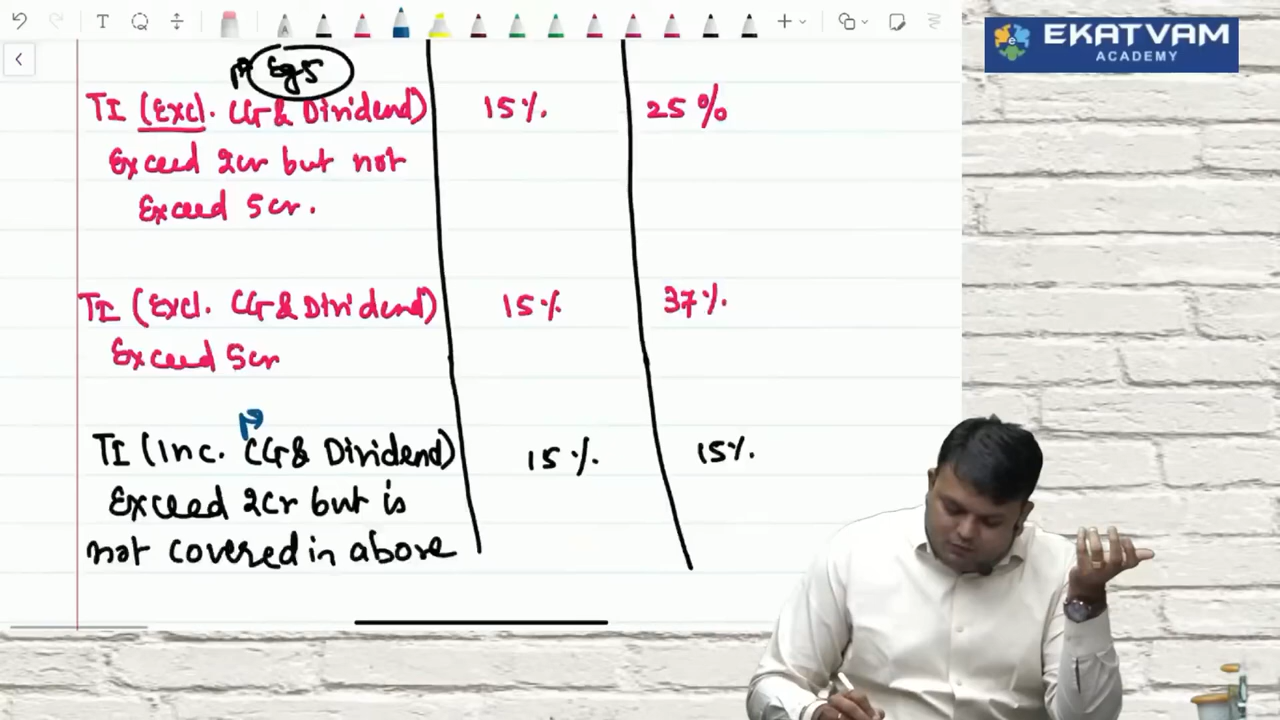 EKATVAM
ACADEMY
Eg 5
TI (Excl. CG & Dividend) 15% 25%
Exceed 2cr but not
Exceed 5cr.
TI (Excl. CG & Dividend) 15% 37%
Exceed 5cr
TI (Inc. CG & Dividend) 15% 15%
Exceed 2cr but is
not covered in above